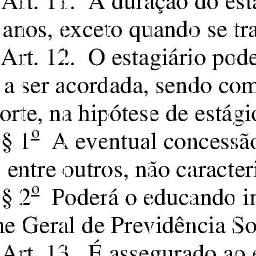 Art. 11.  A duração do está
anos, exceto quando se tra
Art. 12.  O estagiário pode
a ser acordada, sendo com
orte, na hipótese de estágio
§ 1º  A eventual concessão
entre outros, não caracteri
§ 2º  Poderá o educando in
me Geral de Previdência So
Art. 13.  É assegurado ao e